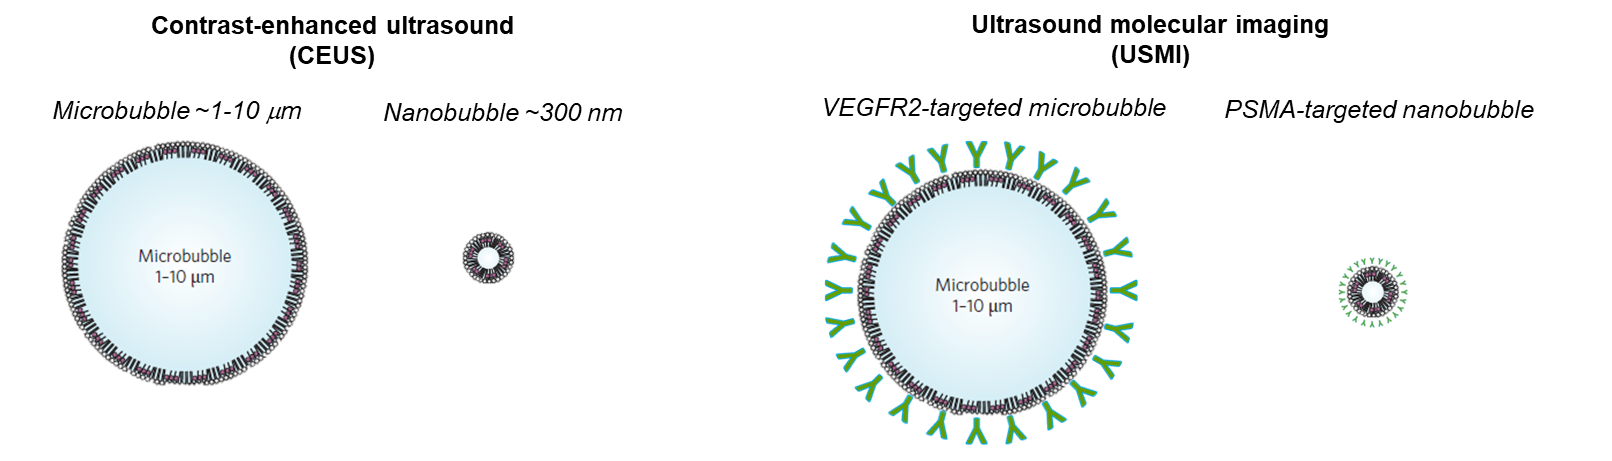 Contrast-enhanced ultrasound
(CEUS)
Microbubble ~1-10 μm
Nanobubble ~300 nm
Microbubble
1-10 μm
Ultrasound molecular imaging
(USMI)
VEGFR2-targeted microbubble
PSMA-targeted nanobubble
Microbubble
1-10 μm